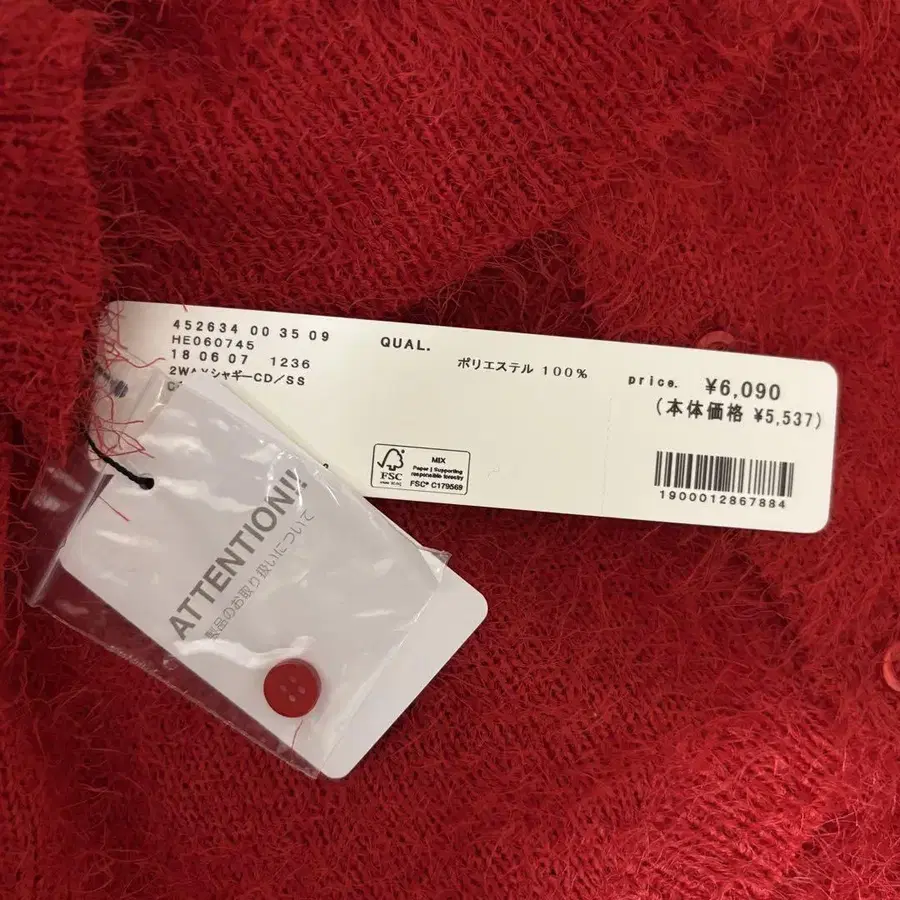 452634 00 35 09
HE060745
18 06 07 1236
2WAYシャギーCD/SS
QUAL.
ポリエステル 100%
price. ¥6,090
(本体価格 ¥5,537)
1900012867884
FSC
MIX
Paper | Supporting
responsible forestry
FSC® C179569
ATTENTION!!
製品のお取り扱いについて